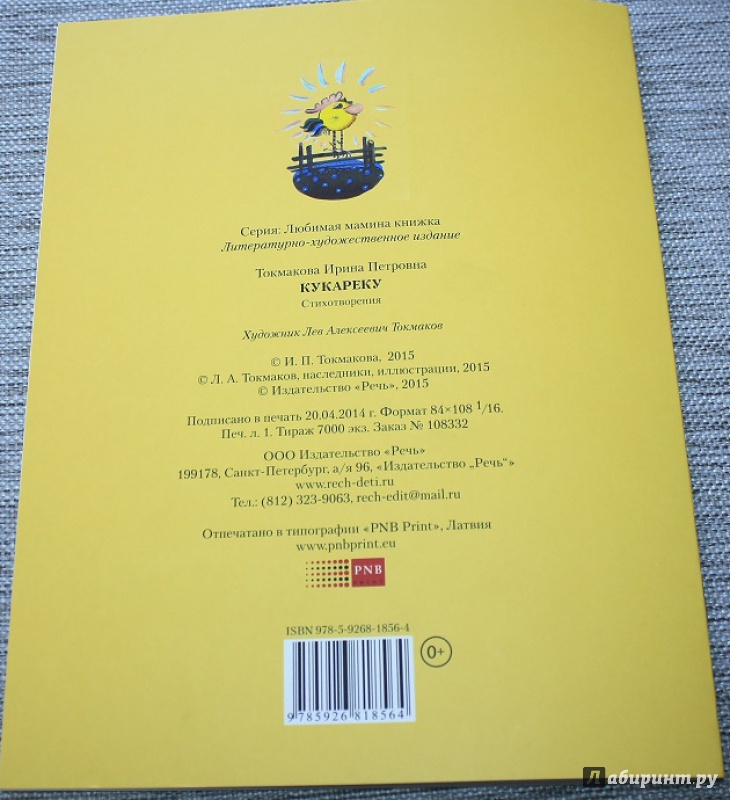 Серия: Любимая мамина книжка
Литературно-художественное издание
Токмакова Ирина Петровна
КУКАРЕКУ
Стихотворения
Художник Лев Алексеевич Токмаков
© И. П. Токмакова, 2015
© Л. А. Токмаков, наследники, иллюстрации, 2015
© Издательство «Речь», 2015
Подписано в печать 20.04.2014 г. Формат 84×108 1/16.
Печ. л. 1. Тираж 7000 экз. Заказ № 108332
ООО Издательство «Речь»
199178, Санкт-Петербург, а/я 96, «Издательство „Речь“»
www.rech-deti.ru
Тел.: (812) 323-9063, rech-edit@mail.ru
Отпечатано в типографии «PNB Print», Латвия
www.pnbprint.eu
PNB
ISBN 978-5-9268-1856-4
0+
9 785926 818564
Лабиринт.ру